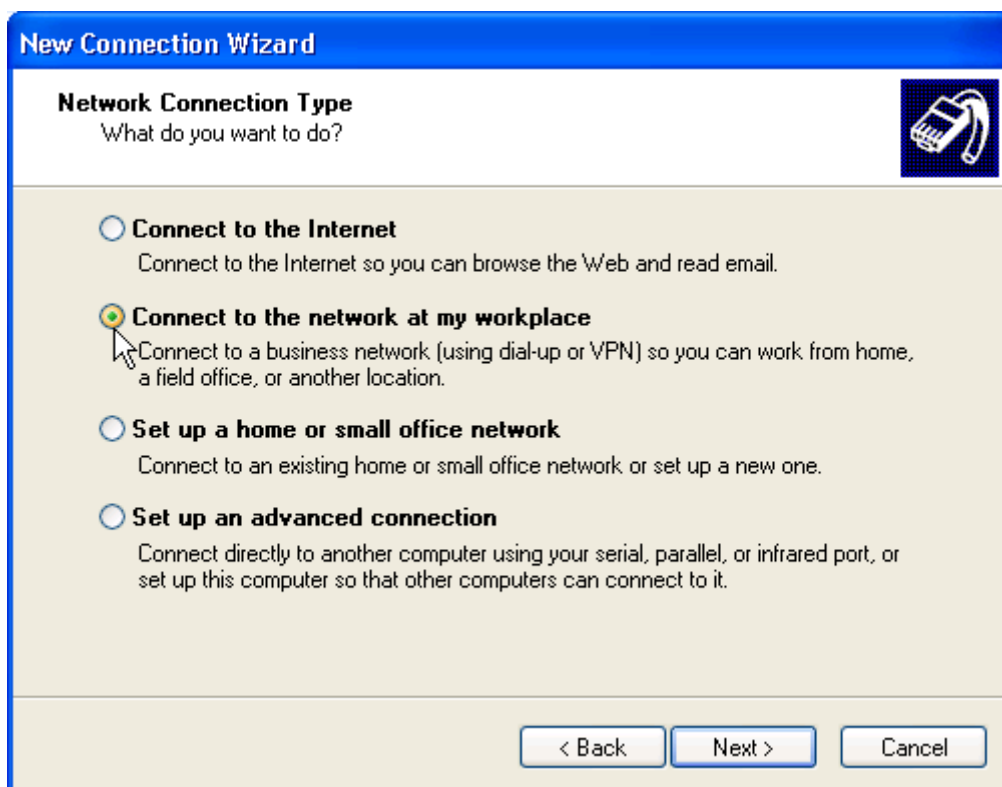 New Connection Wizard
Network Connection Type
What do you want to do?
Connect to the Internet
Connect to the Internet so you can browse the Web and read email.
Connect to the network at my workplace
Connect to a business network (using dial-up or VPN) so you can work from home,
a field office, or another location.
Set up a home or small office network
Connect to an existing home or small office network or set up a new one.
Set up an advanced connection
Connect directly to another computer using your serial, parallel, or infrared port, or
set up this computer so that other computers can connect to it.
< Back Next > Cancel